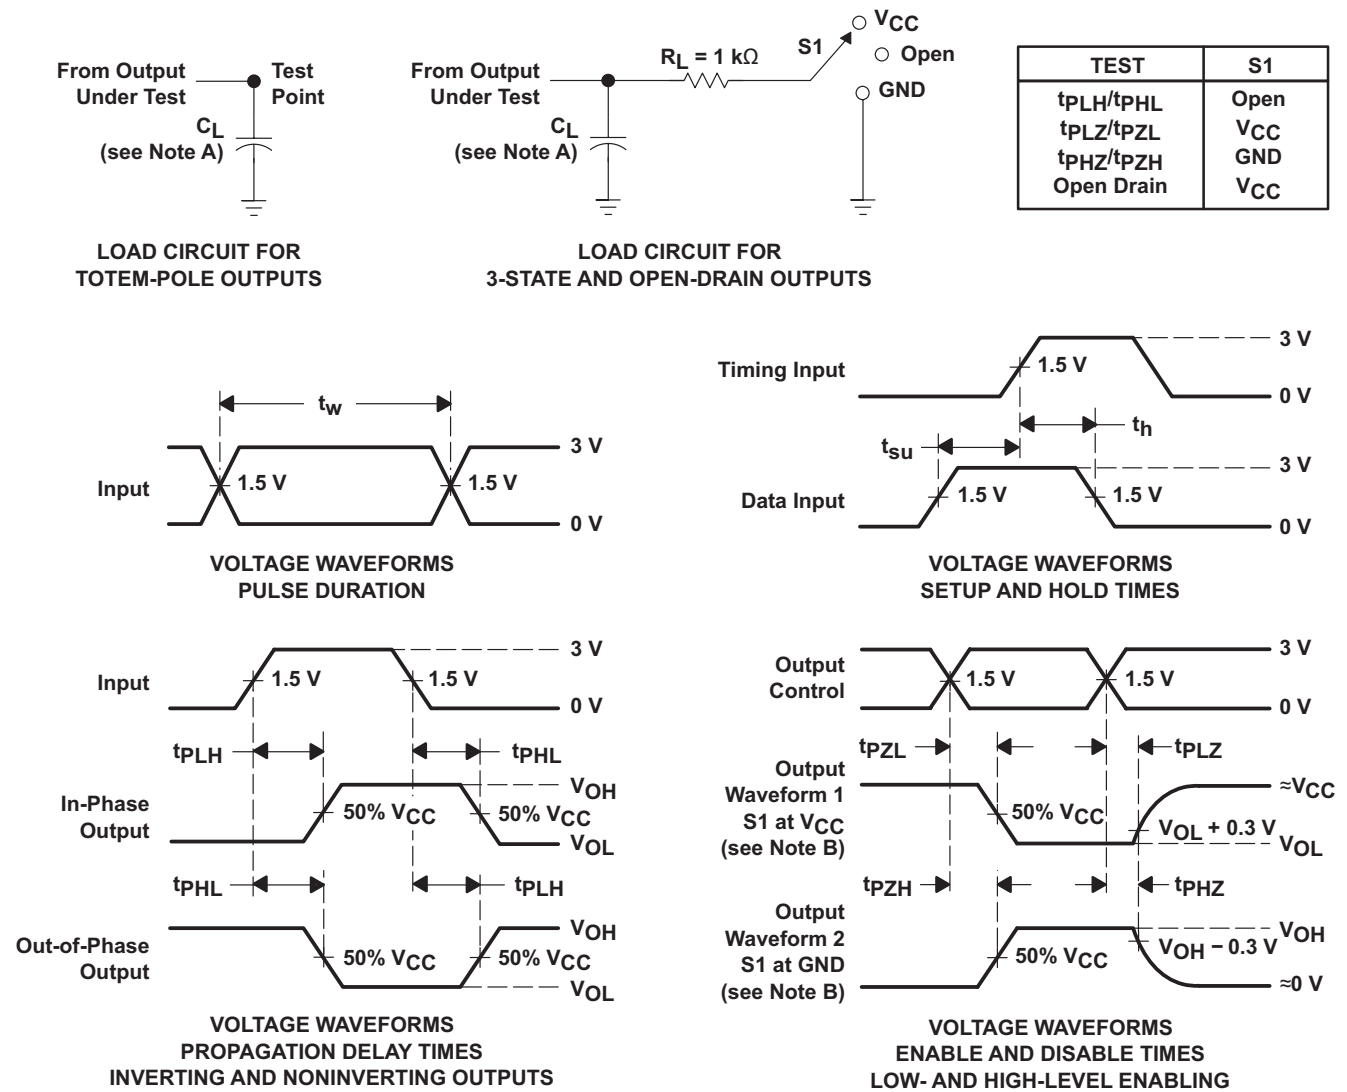 From Output
Under Test
Test
Point
CL
(see Note A)
LOAD CIRCUIT FOR
TOTEM-POLE OUTPUTS
From Output
Under Test
CL
(see Note A)
RL = 1 kΩ
S1
VCC
Open
GND
LOAD CIRCUIT FOR
3-STATE AND OPEN-DRAIN OUTPUTS
TEST S1
tPLH/tPHL Open
tPLZ/tPZL VCC
tPHZ/tPZH GND
Open Drain VCC
tw
Input
1.5 V
1.5 V
3 V
0 V
VOLTAGE WAVEFORMS
PULSE DURATION
Timing Input
1.5 V
3 V
0 V
th
tsu
Data Input
1.5 V
1.5 V
3 V
0 V
VOLTAGE WAVEFORMS
SETUP AND HOLD TIMES
Input
1.5 V
1.5 V
3 V
0 V
tPLH
tPHL
In-Phase
Output
50% VCC
50% VCC
VOH
VOL
tPHL
tPLH
Out-of-Phase
Output
50% VCC
50% VCC
VOH
VOL
VOLTAGE WAVEFORMS
PROPAGATION DELAY TIMES
INVERTING AND NONINVERTING OUTPUTS
Output
Control
1.5 V
1.5 V
3 V
0 V
tPZL
tPLZ
Output
Waveform 1
S1 at VCC
(see Note B)
50% VCC
VOL + 0.3 V
≈VCC
VOL
tPZH
tPHZ
Output
Waveform 2
S1 at GND
(see Note B)
50% VCC
VOH − 0.3 V
VOH
≈0 V
VOLTAGE WAVEFORMS
ENABLE AND DISABLE TIMES
LOW- AND HIGH-LEVEL ENABLING